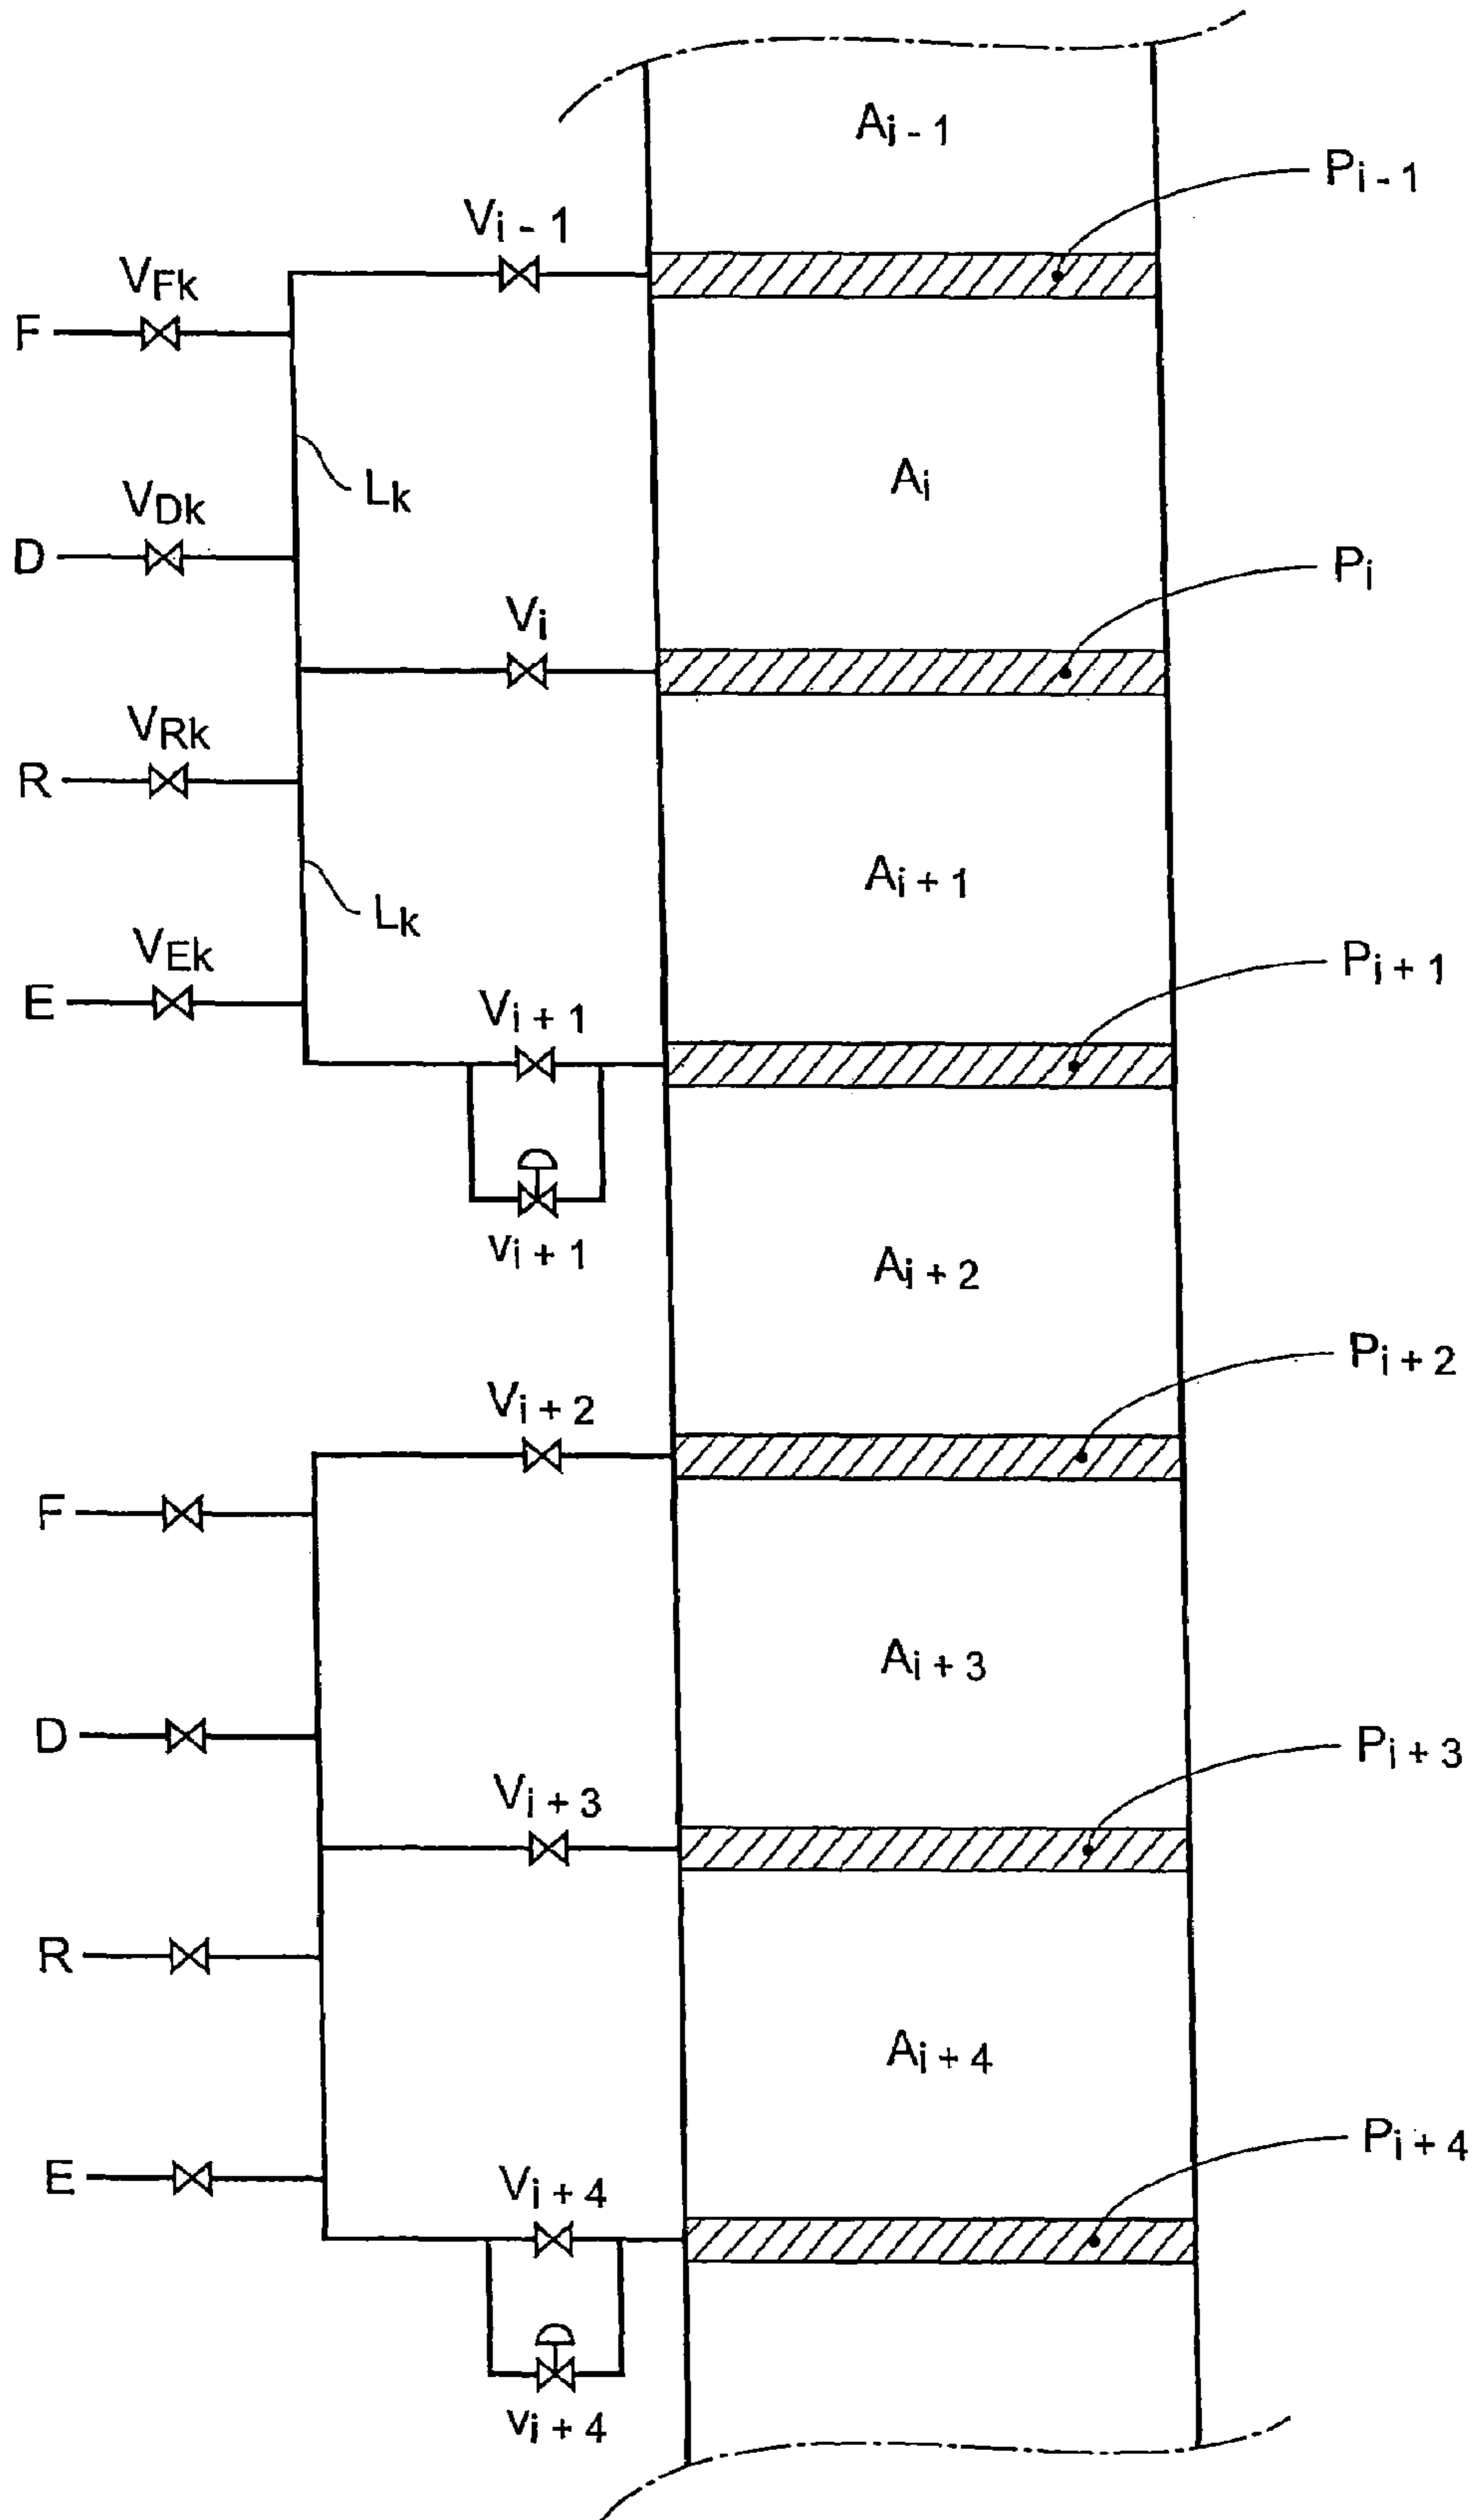 Ai-1
Pi-1
Vi-1
VFk
F
Ai
Lk
VDk
D
Pi
Vi
VRk
R
Ai+1
Lk
VEk
Pi+1
E
Vi+1
vi+1
Ai+2
Pi+2
Vi+2
F
Ai+3
D
Pi+3
Vi+3
R
Ai+4
Pi+4
E
Vi+4
vi+4